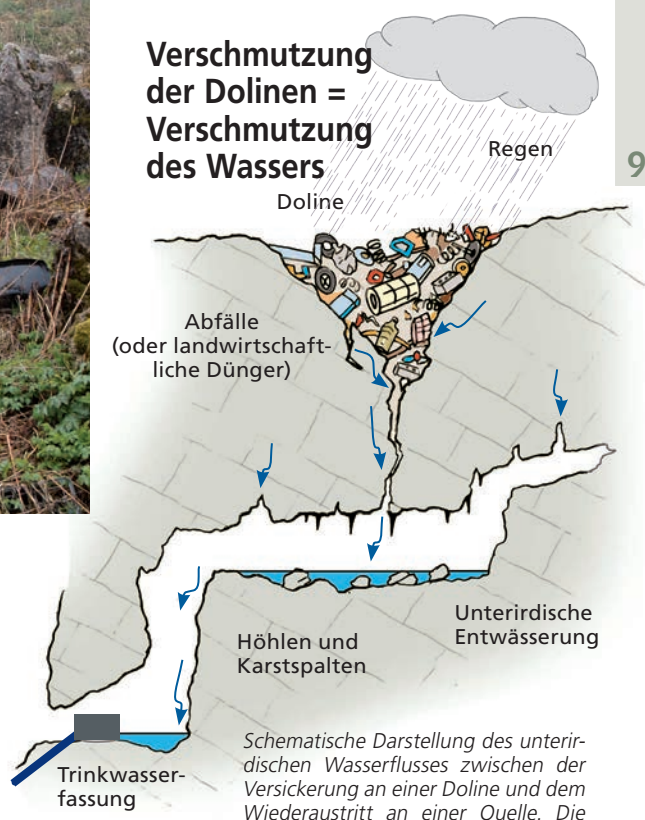 Verschmutzung
der Dolinen =
Verschmutzung
des Wassers
Regen
9
Doline
Abfälle
(oder landwirtschaft-
liche Dünger)
Unterirdische
Entwässerung
Höhlen und
Karstspalten
Trinkwasser-
fassung
Schematische Darstellung des unterir-
dischen Wasserflusses zwischen der
Versickerung an einer Doline und dem
Wiederaustritt an einer Quelle. Die